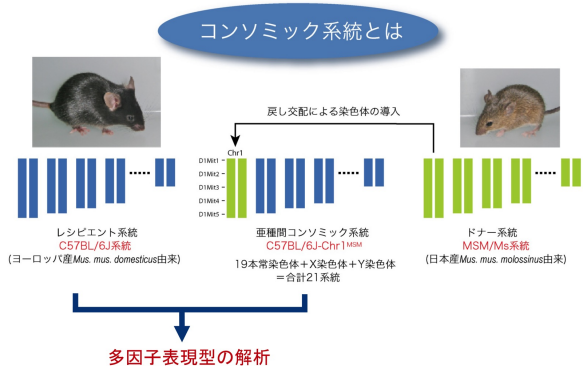 コンソミック系統とは
戻し交配による染色体の導入
Chr1
D1Mit1
D1Mit2
D1Mit3
D1Mit4
D1Mit5
レシピエント系統
C57BL/6J系統
(ヨーロッパ産Mus. mus. domesticus由来)
亜種間コンソミック系統
C57BL/6J-Chr1MSM
19本常染色体+X染色体+Y染色体
=合計21系統
ドナー系統
MSM/Ms系統
(日本産Mus. mus. molossinus由来)
多因子表現型の解析